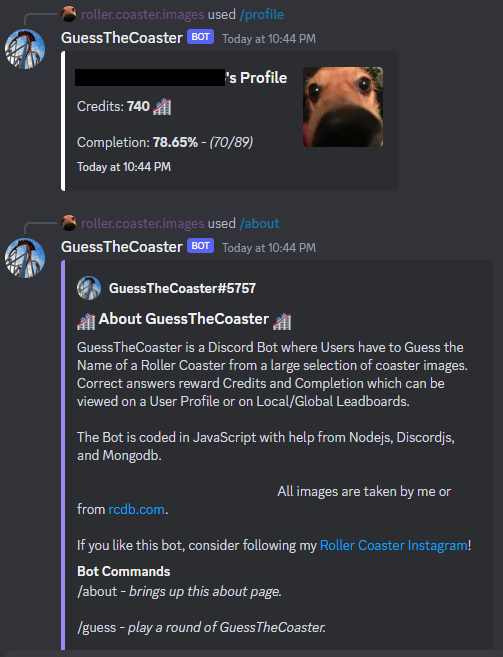 roller.coaster.images used /profile
GuessTheCoaster BOT Today at 10:44 PM
's Profile
Credits: 740
Completion: 78.65% - (70/89)
Today at 10:44 PM
roller.coaster.images used /about
GuessTheCoaster BOT Today at 10:44 PM
GuessTheCoaster#5757
About GuessTheCoaster
GuessTheCoaster is a Discord Bot where Users have to Guess the
Name of a Roller Coaster from a large selection of coaster images.
Correct answers reward Credits and Completion which can be
viewed on a User Profile or on Local/Global Leadboards.
The Bot is coded in JavaScript with help from Nodejs, Discordjs,
and Mongodb.
All images are taken by me or
from rcdb.com.
If you like this bot, consider following my Roller Coaster Instagram!
Bot Commands
/about - brings up this about page.
/guess - play a round of GuessTheCoaster.